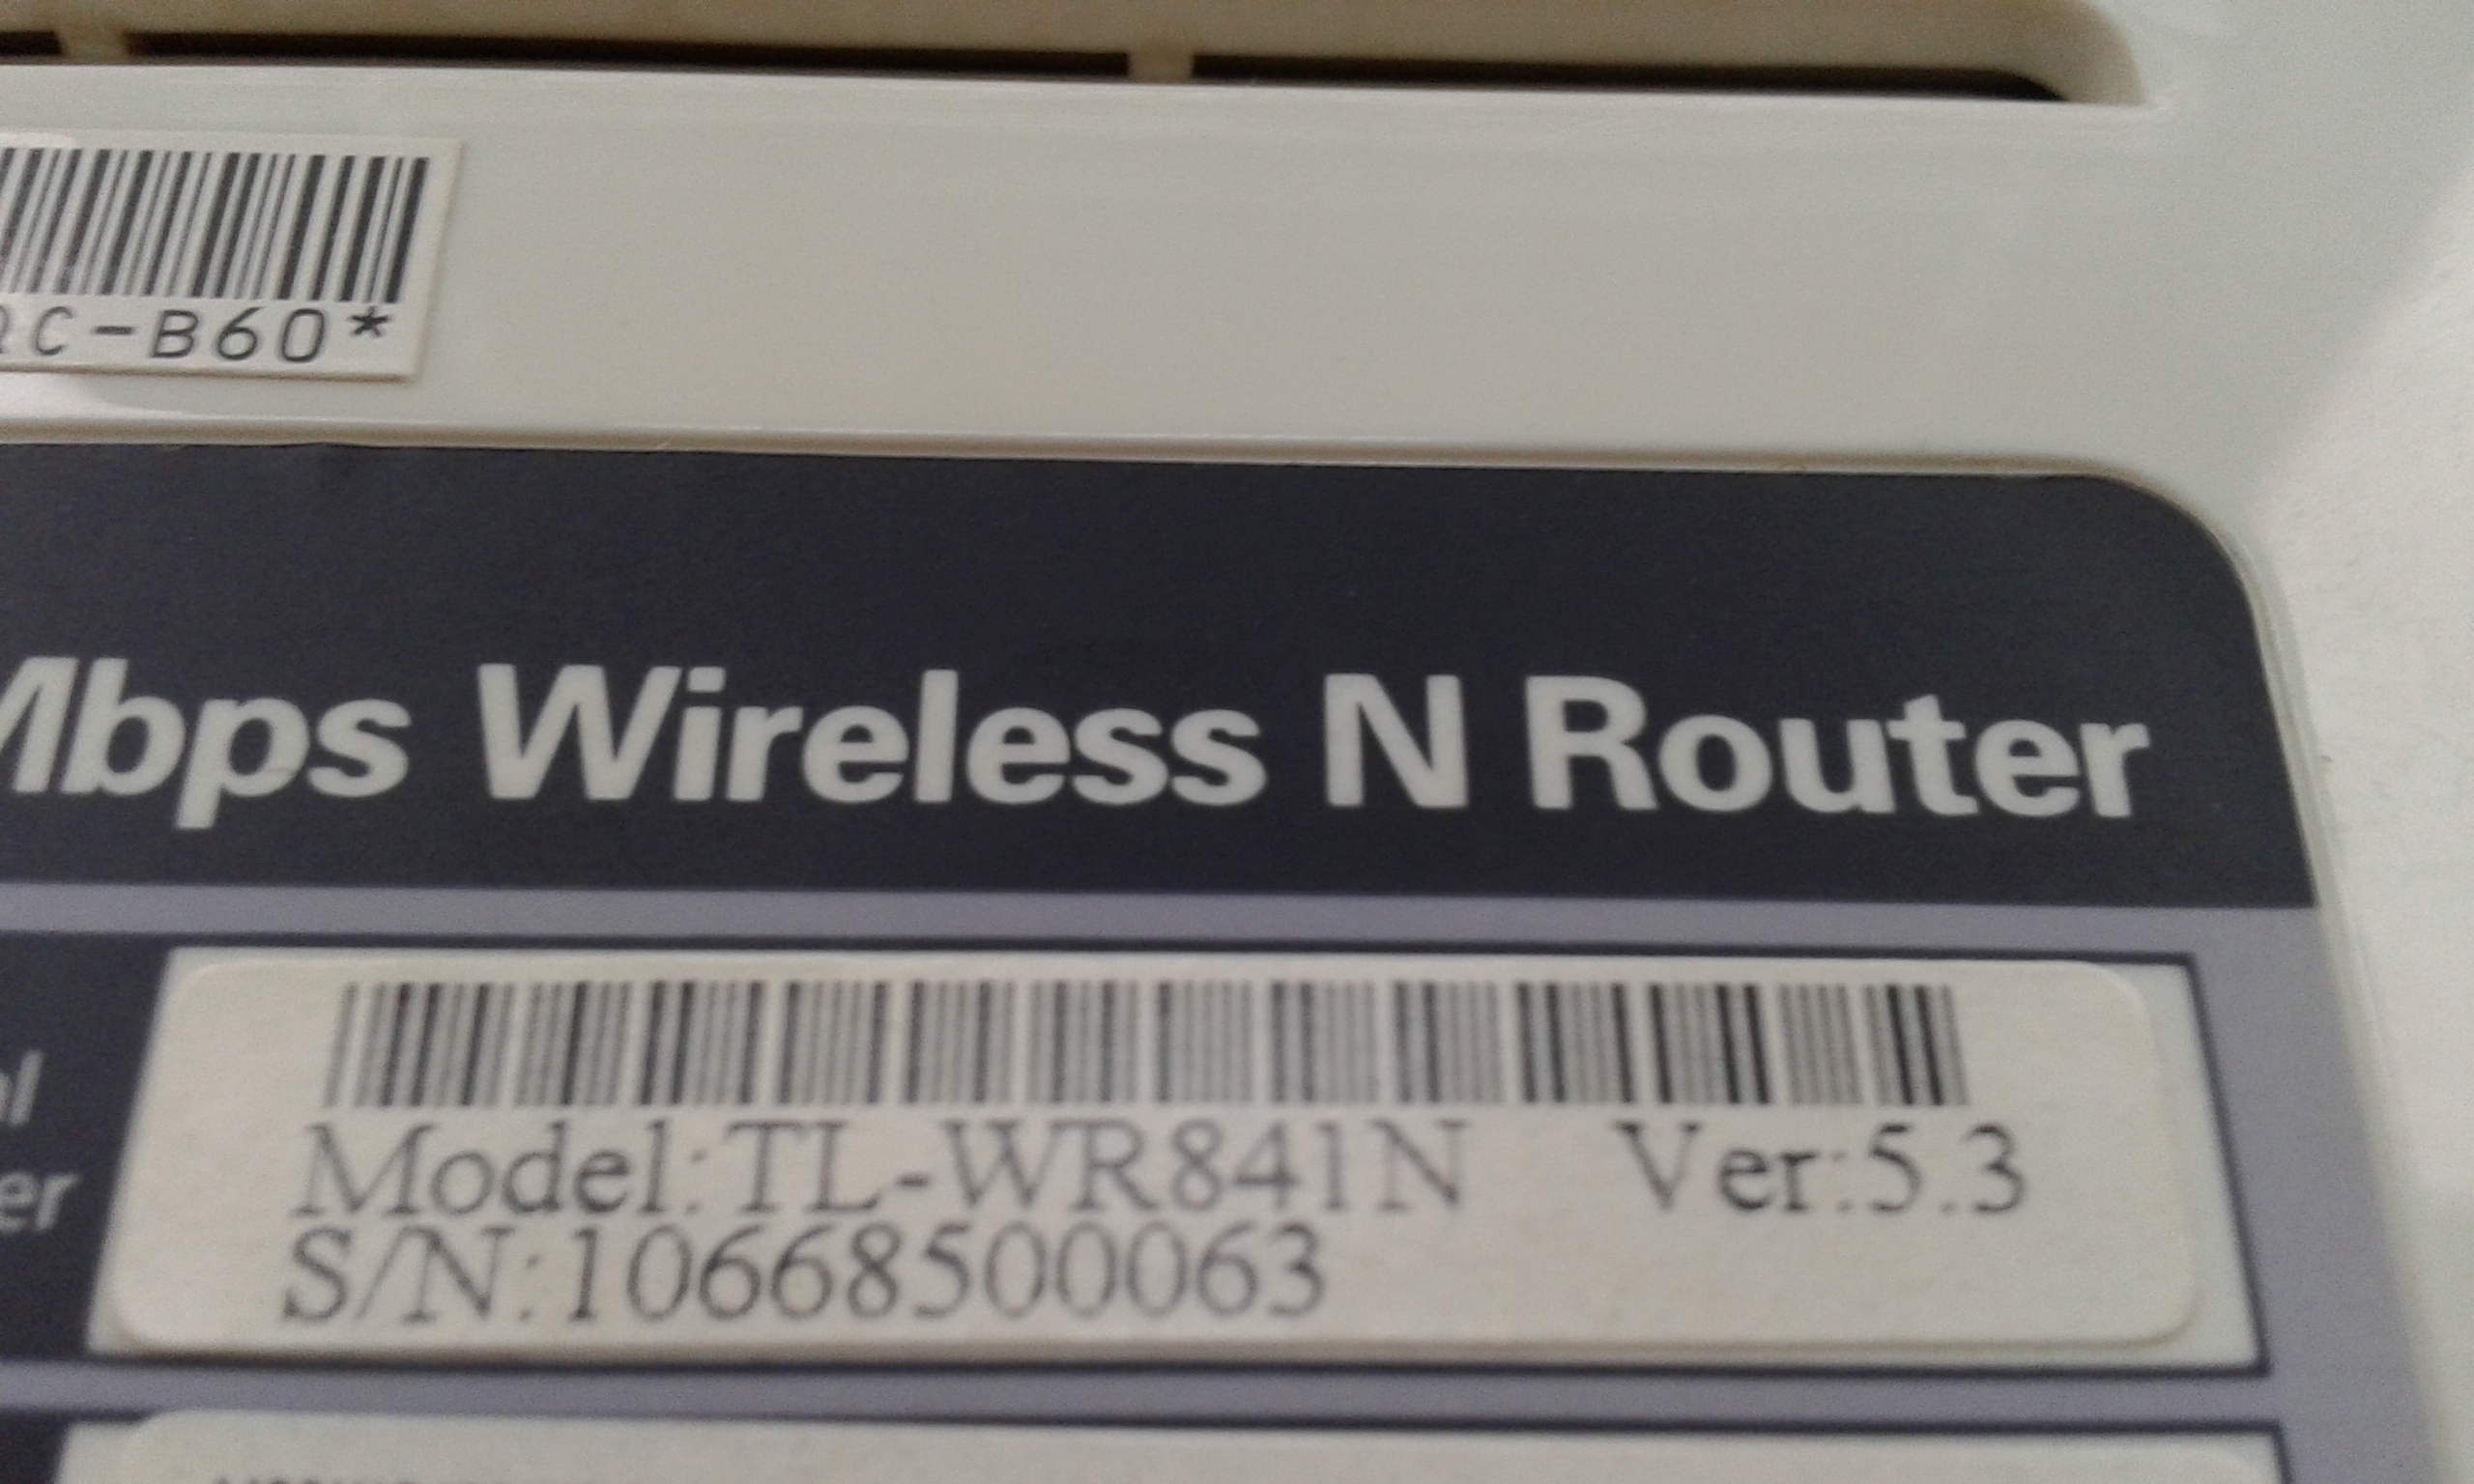 C-B60*
Mbps Wireless N Router
Model:TL-WR841N Ver:5.3
S/N:10668500063